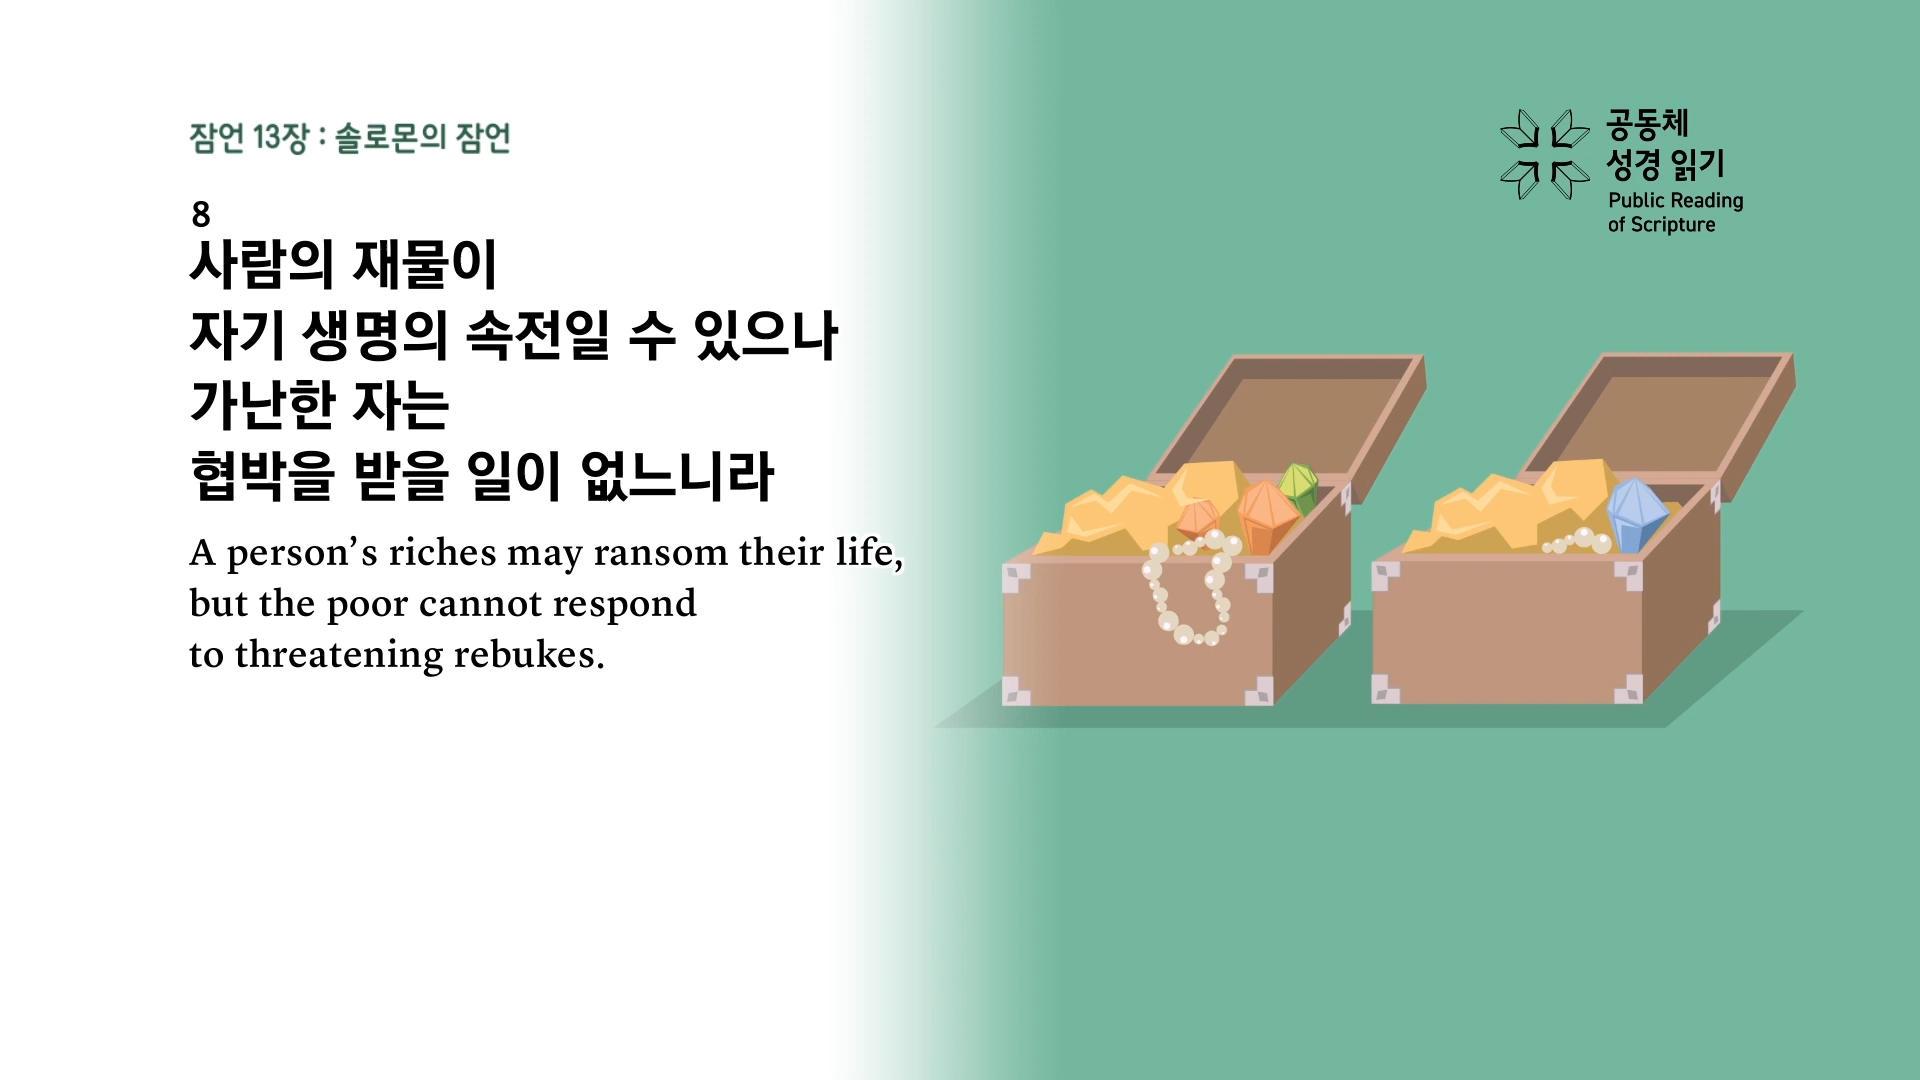 잠언 13장 : 솔로몬의 잠언
8
사람의 재물이
자기 생명의 속전일 수 있으나
가난한 자는
협박을 받을 일이 없느니라
A person’s riches may ransom their life,
but the poor cannot respond
to threatening rebukes.
공동체
성경 읽기
Public Reading
of Scripture